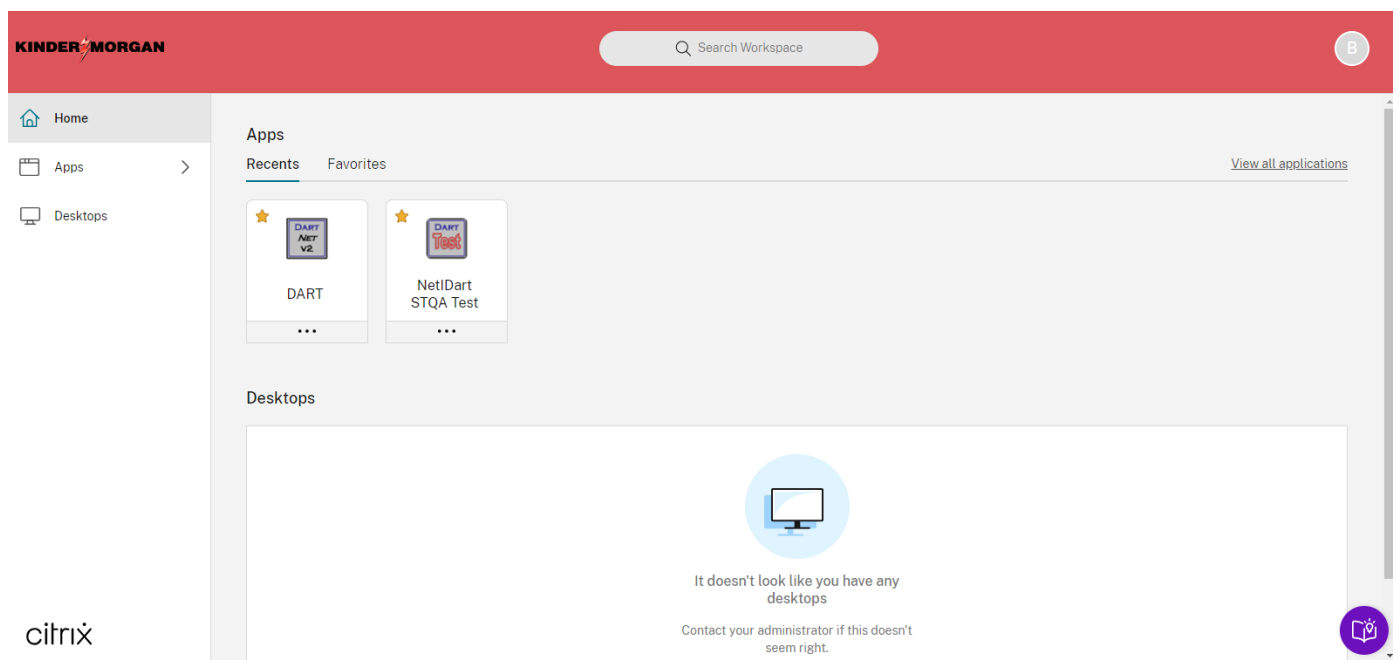 KINDER MORGAN
Search Workspace
B
Home
Apps
Desktops
Apps
Recents
Favorites
View all applications
DART
NET
V2
DART
DART
Test
NetIDart
STQA Test
Desktops
It doesn't look like you have any
desktops
Contact your administrator if this doesn't
seem right.
citrix